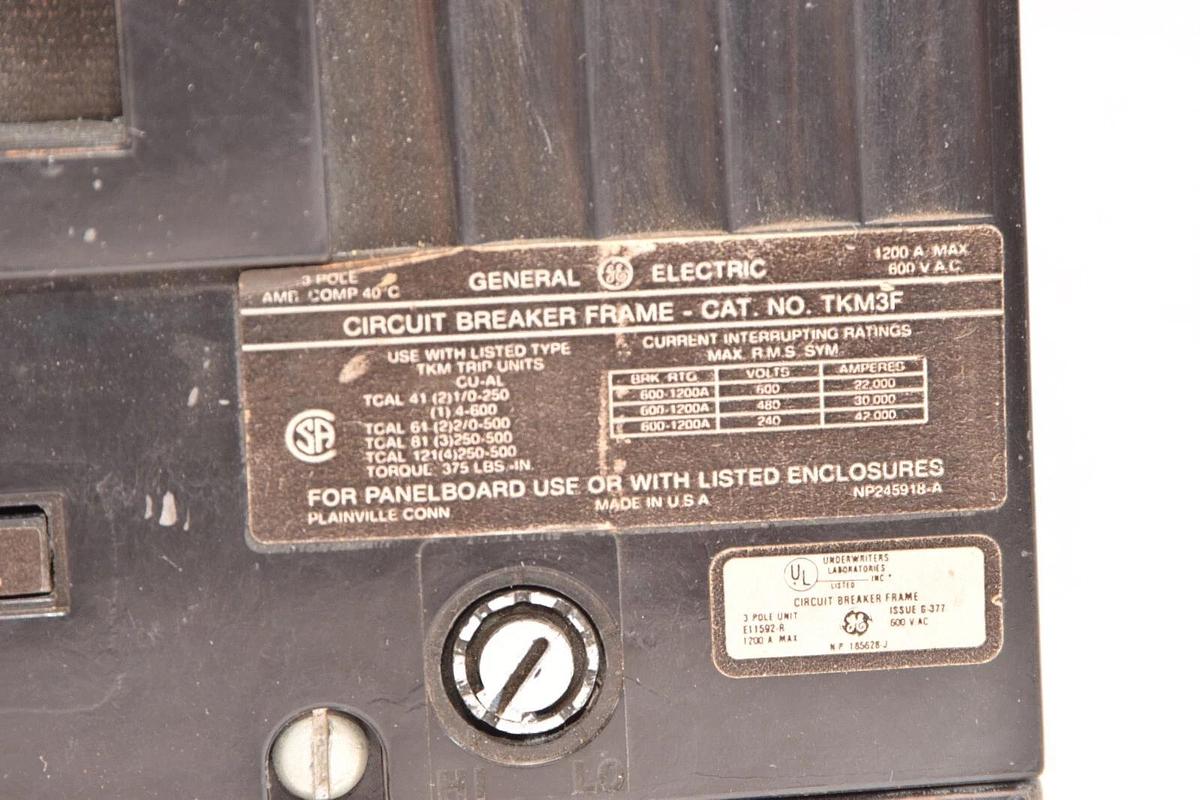 3 POLE
AMB. COMP 40°C
GENERAL GE ELECTRIC
1200 A. MAX.
600 V A.C.
CIRCUIT BREAKER FRAME - CAT. NO. TKM3F
USE WITH LISTED TYPE
TKM TRIP UNITS
CU-AL
TCAL 41 (2)1/0-250
(1) 4-600
TCAL 61 (2)2/0-500
TCAL 81 (3)250-500
TCAL 121(4)250-500
TORQUE 375 LBS.-IN.
CSA
CURRENT INTERRUPTING RATINGS
MAX. R.M.S. SYM.
BRK. RTG. VOLTS AMPERES
600-1200A 600 22,000
600-1200A 480 30,000
600-1200A 240 42,000
FOR PANELBOARD USE OR WITH LISTED ENCLOSURES
PLAINVILLE CONN MADE IN U.S.A NP245918-A
UL
UNDERWRITERS
LABORATORIES
INC.®
LISTED
CIRCUIT BREAKER FRAME
3 POLE UNIT GE ISSUE G-377
E11592-R 600 V AC
1200 A MAX
N.P. 185628-J
HI LO